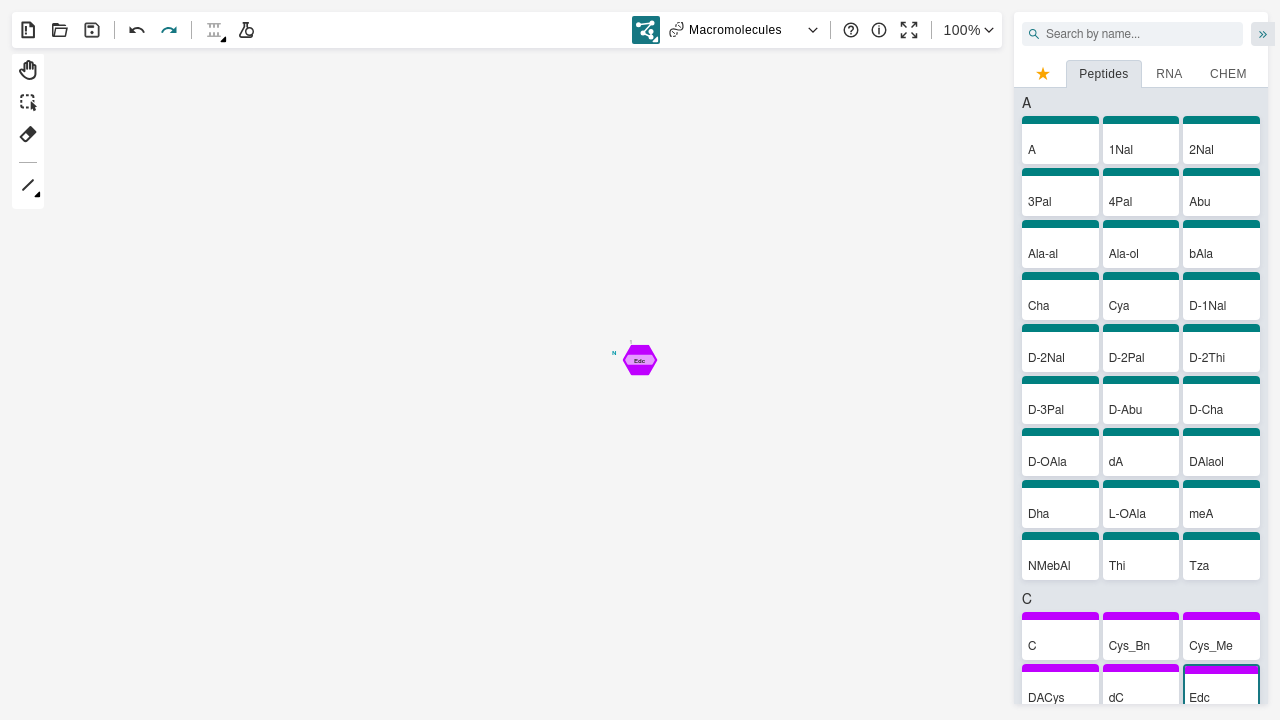 Macromolecules
100%
Search by name...
Peptides
RNA
CHEM
A
A
1Nal
2Nal
3Pal
4Pal
Abu
Ala-al
Ala-ol
bAla
Cha
Cya
D-1Nal
D-2Nal
D-2Pal
D-2Thi
D-3Pal
D-Abu
D-Cha
D-OAla
dA
DAlaol
Dha
L-OAla
meA
NMebAl
Thi
Tza
C
C
Cys_Bn
Cys_Me
DACys
dC
Edc
1
N
Edc